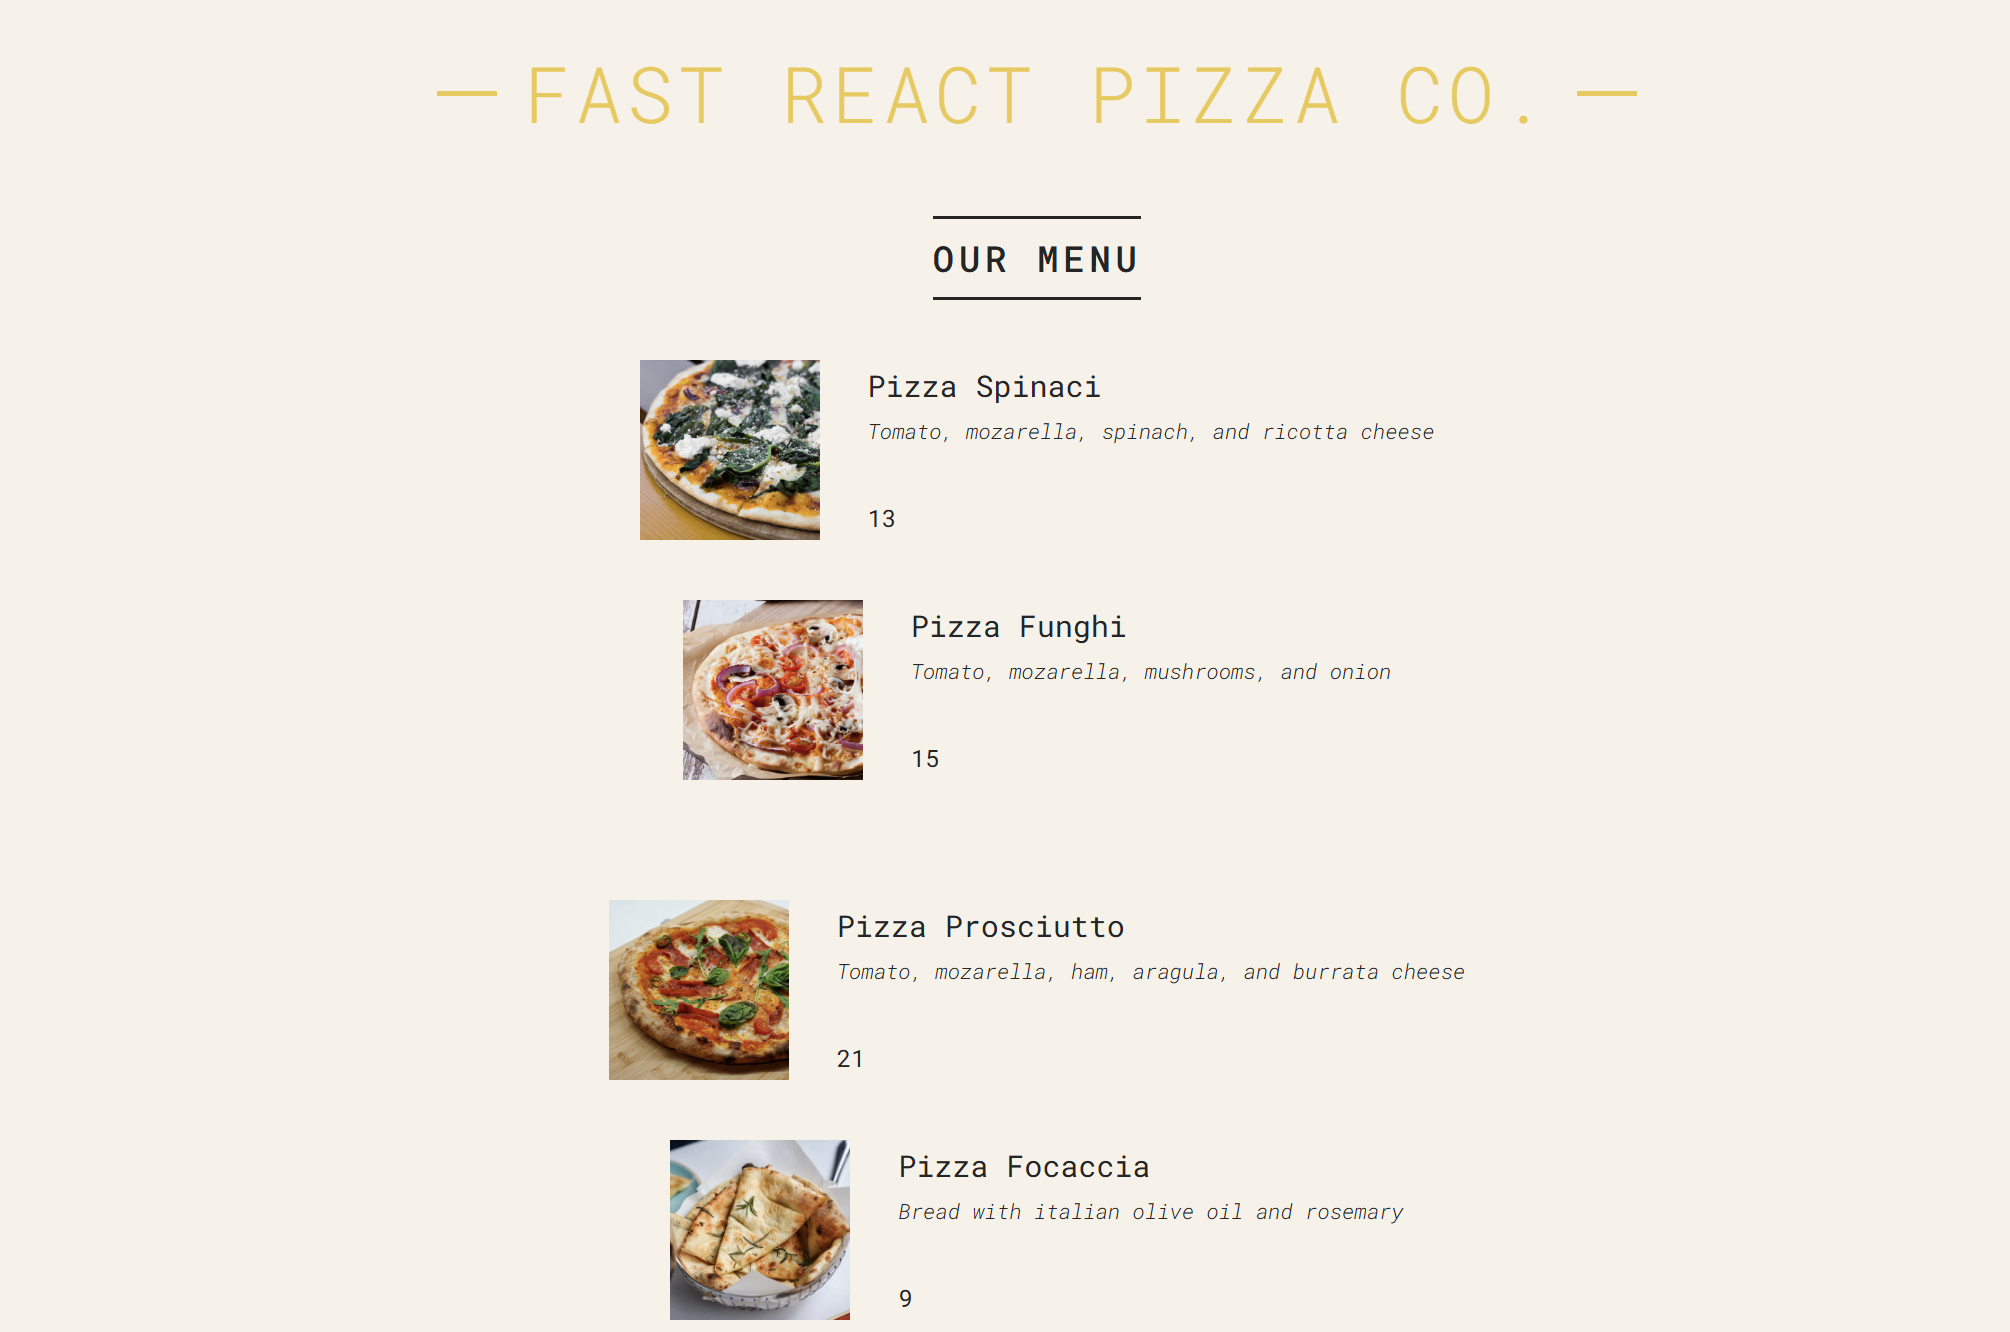 FAST REACT PIZZA CO.
OUR MENU
Pizza Spinaci
Tomato, mozarella, spinach, and ricotta cheese
13
Pizza Funghi
Tomato, mozarella, mushrooms, and onion
15
Pizza Prosciutto
Tomato, mozarella, ham, aragula, and burrata cheese
21
Pizza Focaccia
Bread with italian olive oil and rosemary
9